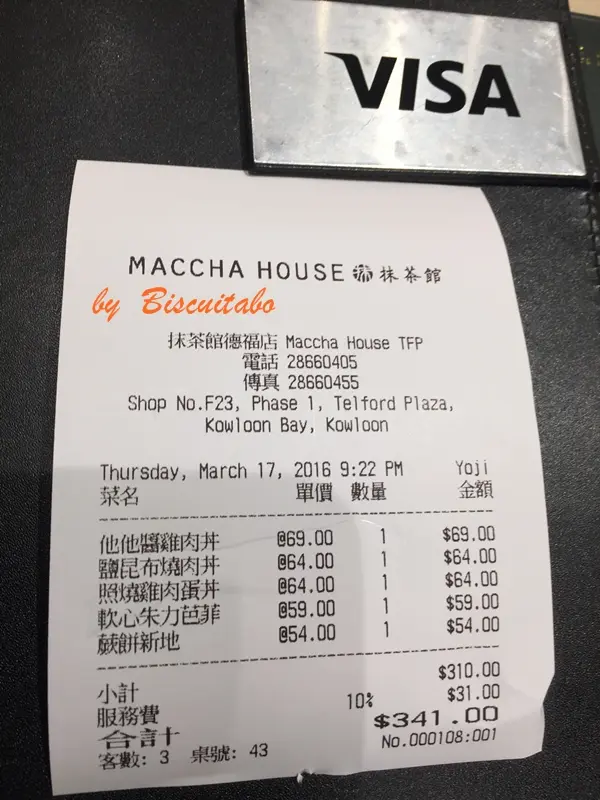 VISA
MACCHA HOUSE 抹茶館
by Biscuitabo
抹茶館德福店 Maccha House TFP
電話 28660405
傳真 28660455
Shop No.F23, Phase 1, Telford Plaza,
Kowloon Bay, Kowloon
Thursday, March 17, 2016 9:22 PM Yoji
菜名 單價 數量 金額
他他醬雞肉丼 @69.00 1 $69.00
鹽昆布燒肉丼 @64.00 1 $64.00
照燒雞肉蛋丼 @64.00 1 $64.00
軟心朱力芭菲 @59.00 1 $59.00
蕨餅新地 @54.00 1 $54.00
小計 $310.00
服務費 10% $31.00
合計 $341.00
客數: 3 桌號: 43 No.000108:001